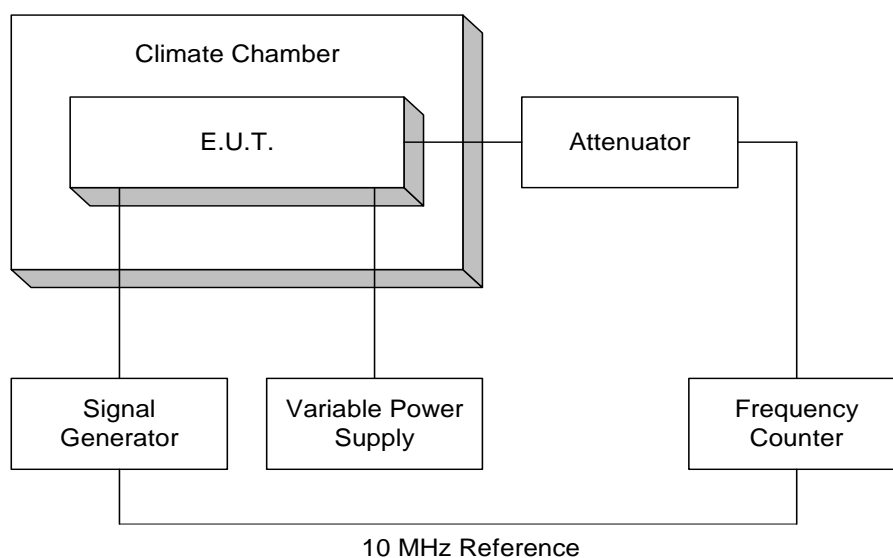 Climate Chamber
E.U.T.
Attenuator
Signal
Generator
Variable Power
Supply
Frequency
Counter
10 MHz Reference